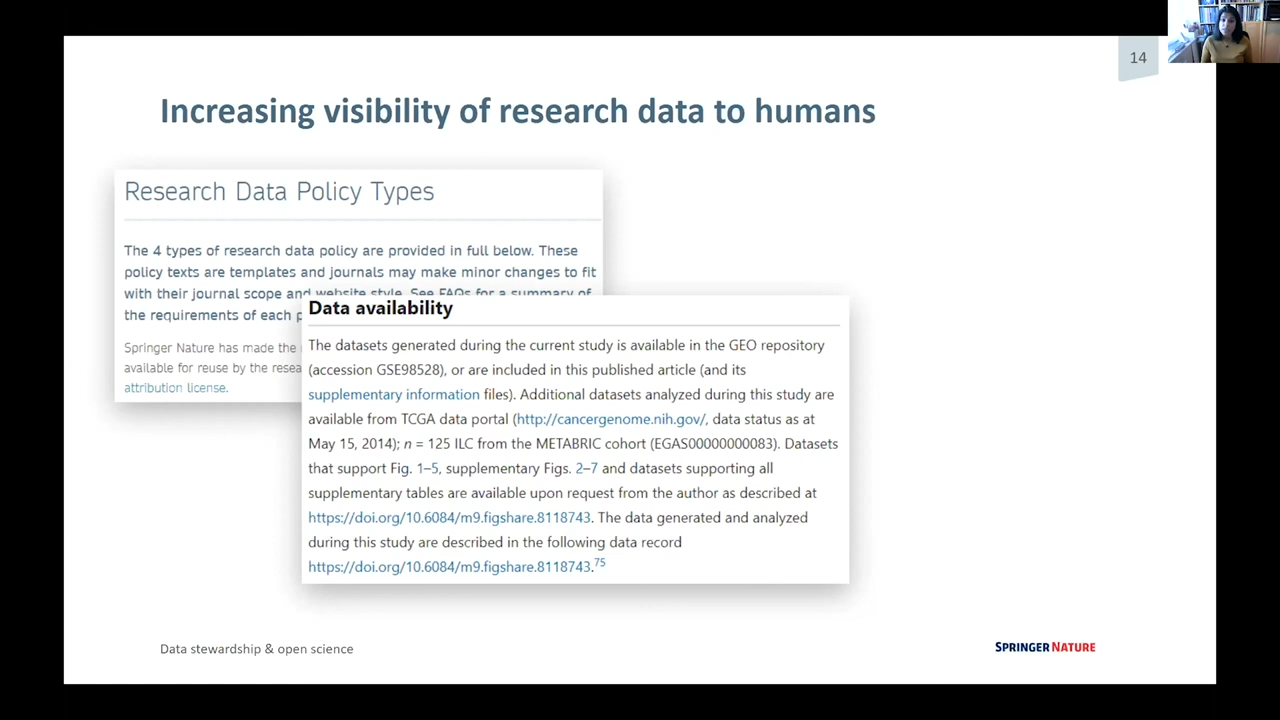 14
Increasing visibility of research data to humans
Research Data Policy Types
The 4 types of research data policy are provided in full below. These
policy texts are templates and journals may make minor changes to fit
with their journal scope and website style. See FAQs for a summary of
the requirements of each
Springer Nature has made the
available for reuse by the
attribution license.
Data availability
The datasets generated during the current study is available in the GEO repository
(accession GSE98528), or are included in this published article (and its
supplementary information files). Additional datasets analyzed during this study are
available from TCGA data portal (http://cancergenome.nih.gov/, data status as at
May 15, 2014); n = 125 ILC from the METABRIC cohort (EGAS00000000083). Datasets
that support Fig. 1–5, supplementary Figs. 2–7 and datasets supporting all
supplementary tables are available upon request from the author as described at
https://doi.org/10.6084/m9.figshare.8118743. The data generated and analyzed
during this study are described in the following data record
https://doi.org/10.6084/m9.figshare.8118743.75
Data stewardship & open science
SPRINGER NATURE